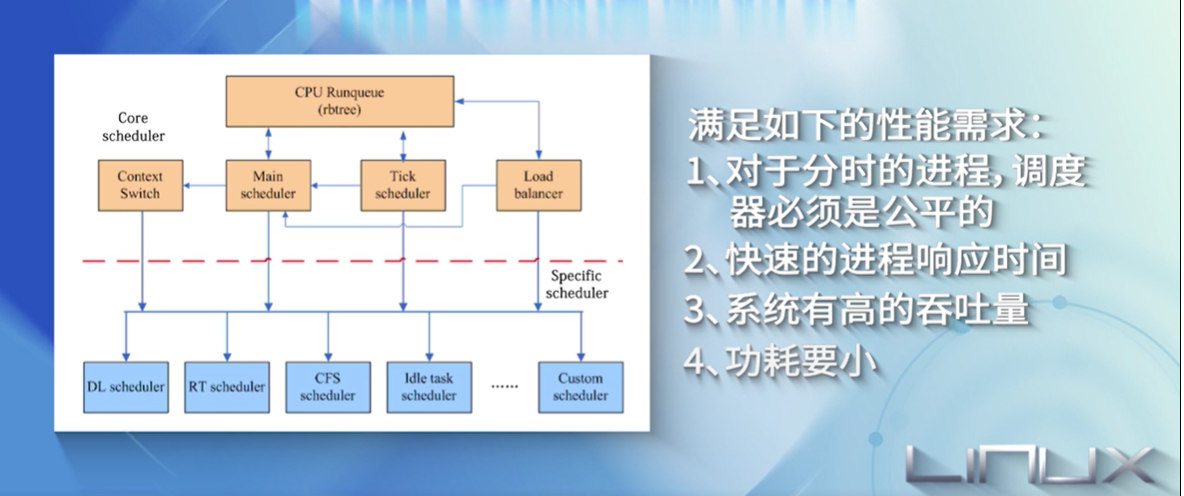 CPU Runqueue
(rbtree)
Core
scheduler
Context
Switch
Main
scheduler
Tick
scheduler
Load
balancer
Specific
scheduler
DL scheduler
RT scheduler
CFS
scheduler
Idle task
scheduler
......
Custom
scheduler
满足如下的性能需求：
1、对于分时的进程，调度
器必须是公平的
2、快速的进程响应时间
3、系统有高的吞吐量
4、功耗要小
LINUX